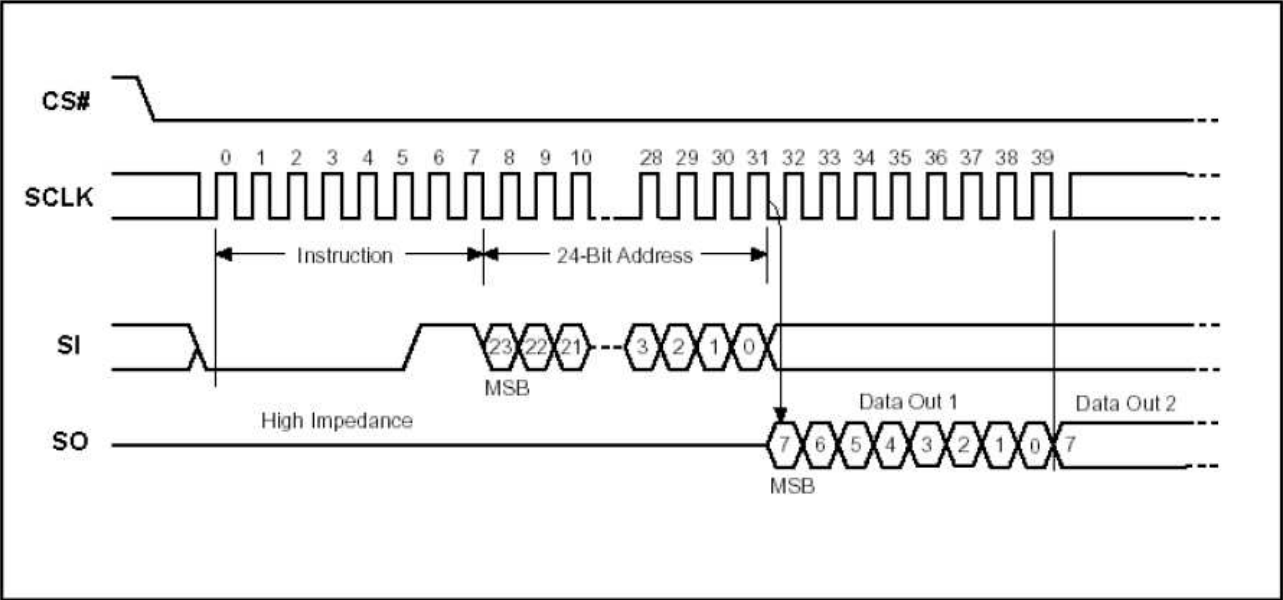 CS#
0 1 2 3 4 5 6 7 8 9 10 28 29 30 31 32 33 34 35 36 37 38 39
SCLK
Instruction 24-Bit Address
SI 23 22 21 3 2 1 0
MSB
Data Out 1 Data Out 2
High Impedance
SO 7 6 5 4 3 2 1 0 7
MSB